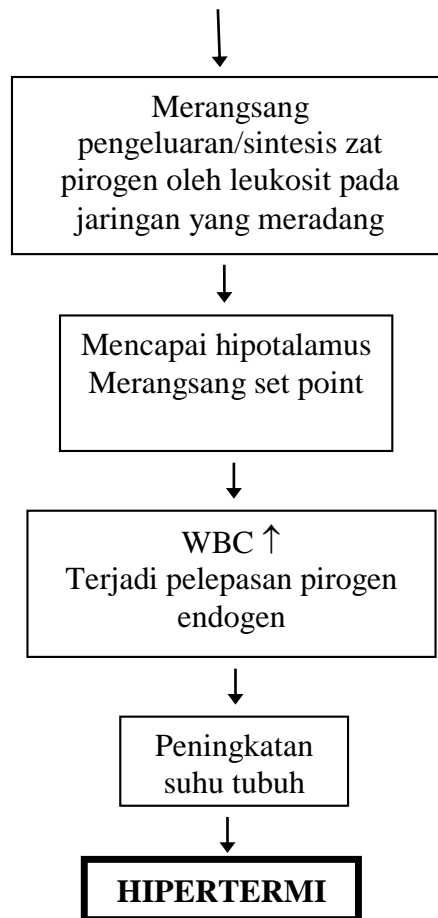 Merangsang
pengeluaran/sintesis zat
pirogen oleh leukosit pada
jaringan yang meradang
Mencapai hipotalamus
Merangsang set point
WBC ↑
Terjadi pelepasan pirogen
endogen
Peningkatan
suhu tubuh
HIPERTERMI